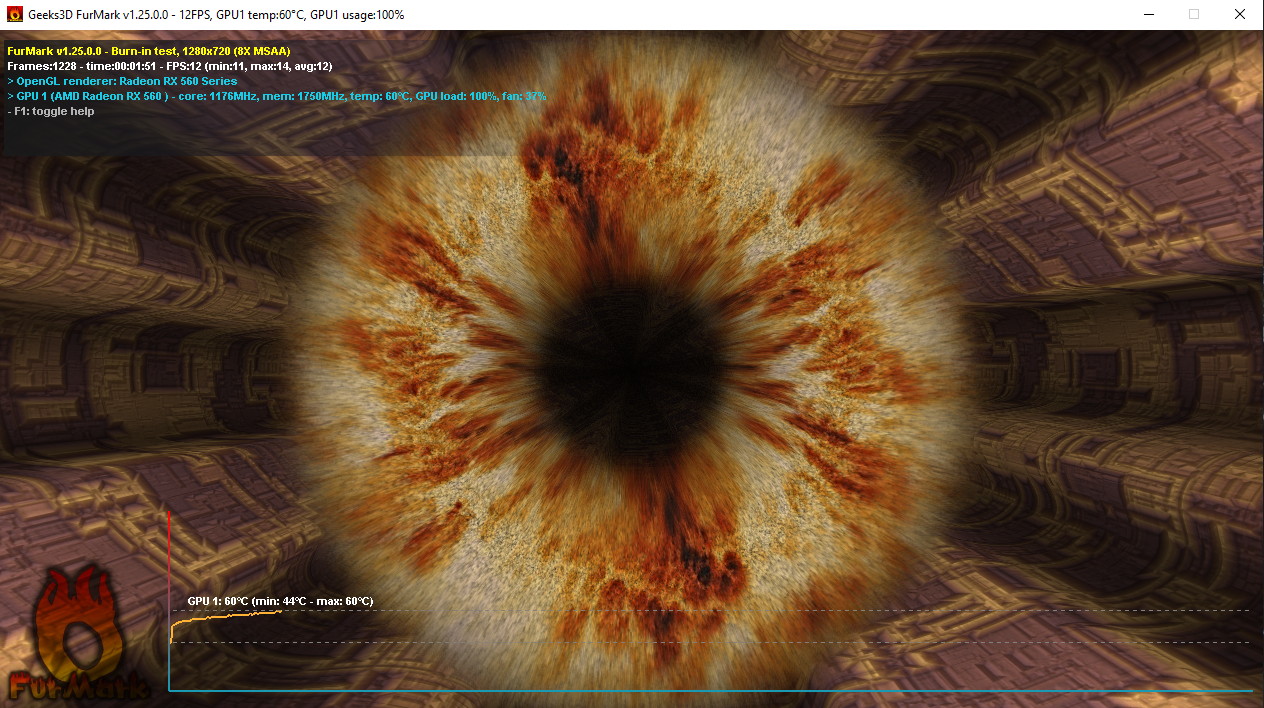 Geeks3D FurMark v1.25.0.0 - 12FPS, GPU1 temp:60°C, GPU1 usage:100%
FurMark v1.25.0.0 - Burn-in test, 1280x720 (8X MSAA)
Frames:1228 - time:00:01:51 - FPS:12 (min:11, max:14, avg:12)
> OpenGL renderer: Radeon RX 560 Series
> GPU 1 (AMD Radeon RX 560 ) - core: 1176MHz, mem: 1750MHz, temp: 60°C, GPU load: 100%, fan: 37%
- F1: toggle help
GPU 1: 60°C (min: 44°C - max: 60°C)
FurMark